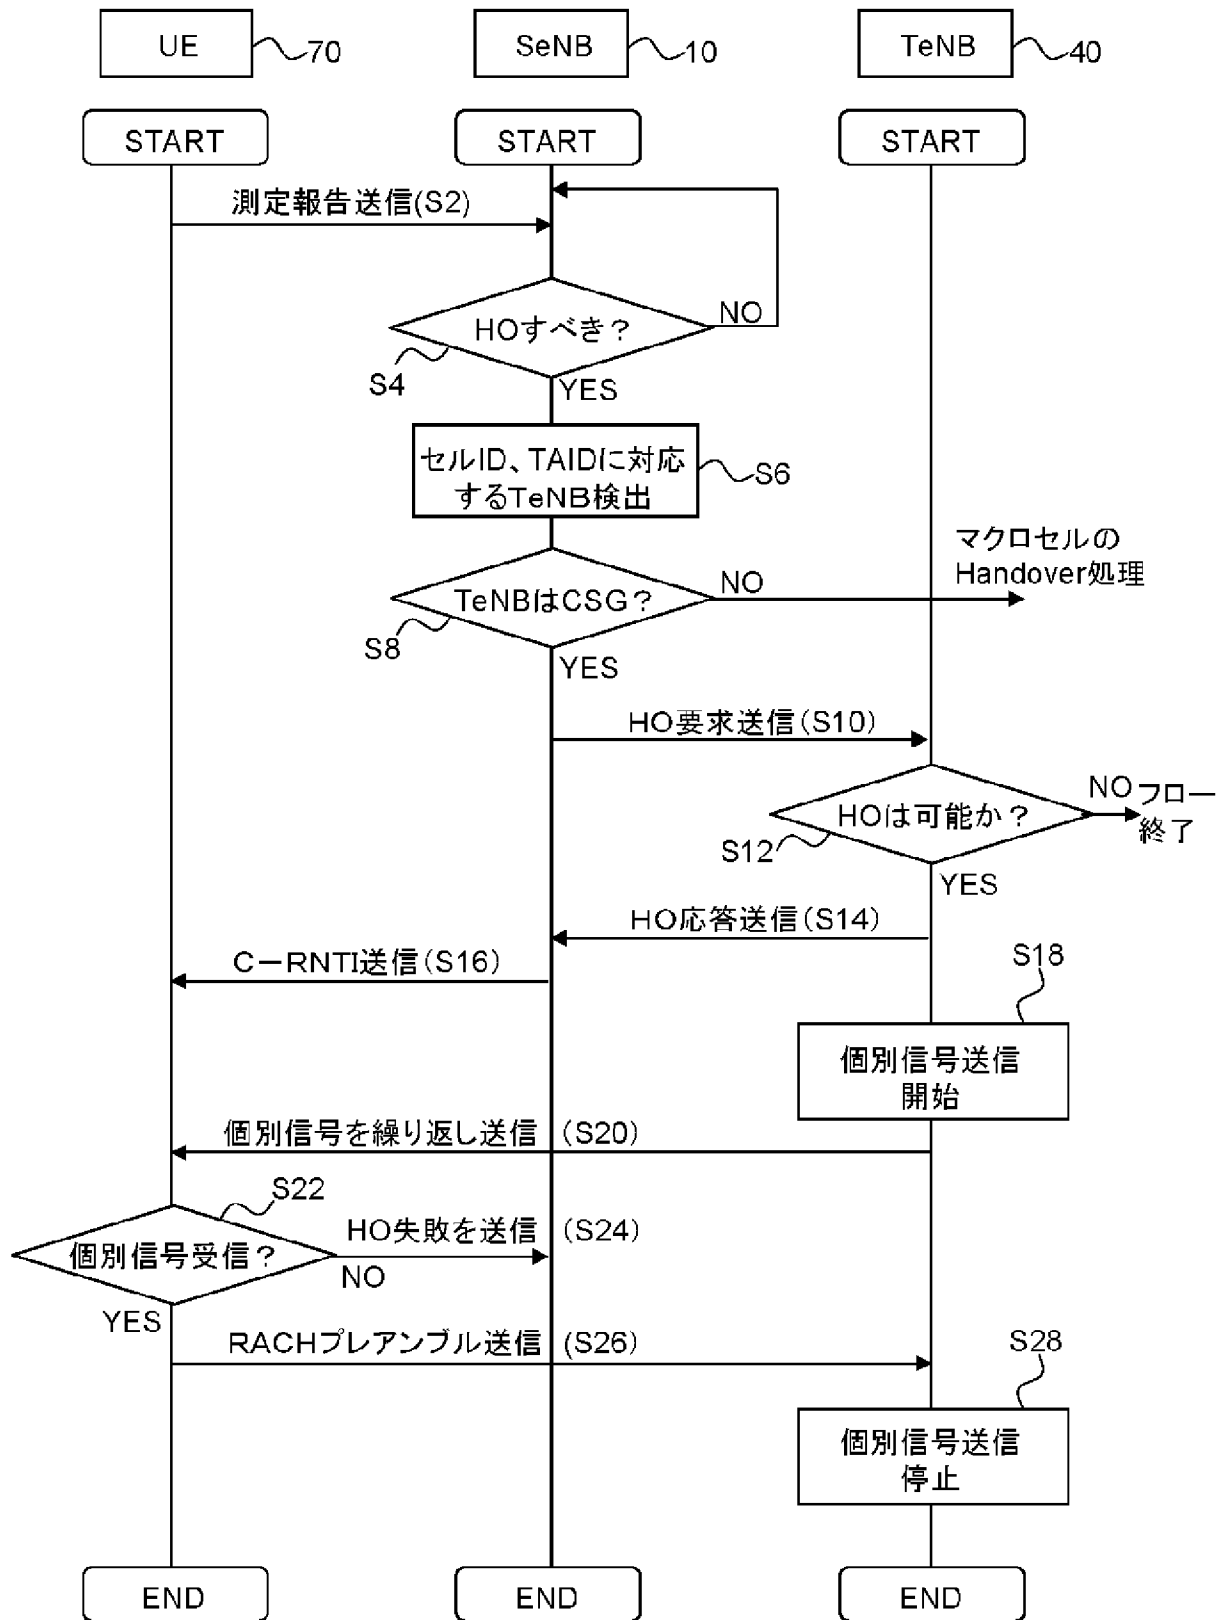 UE
70
SeNB
10
TeNB
40
START
START
START
測定報告送信(S2)
HOすべき？
NO
S4
YES
セルID、TAIDに対応
するTeNB検出
S6
TeNBはCSG？
NO
マクロセルの
Handover処理
S8
YES
HO要求送信(S10)
HOは可能か？
NO
フロー
終了
S12
YES
HO応答送信(S14)
CーRNTI送信(S16)
S18
個別信号送信
開始
個別信号を繰り返し送信 (S20)
S22
個別信号受信？
HO失敗を送信 (S24)
NO
YES
RACHプレアンブル送信 (S26)
S28
個別信号送信
停止
END
END
END